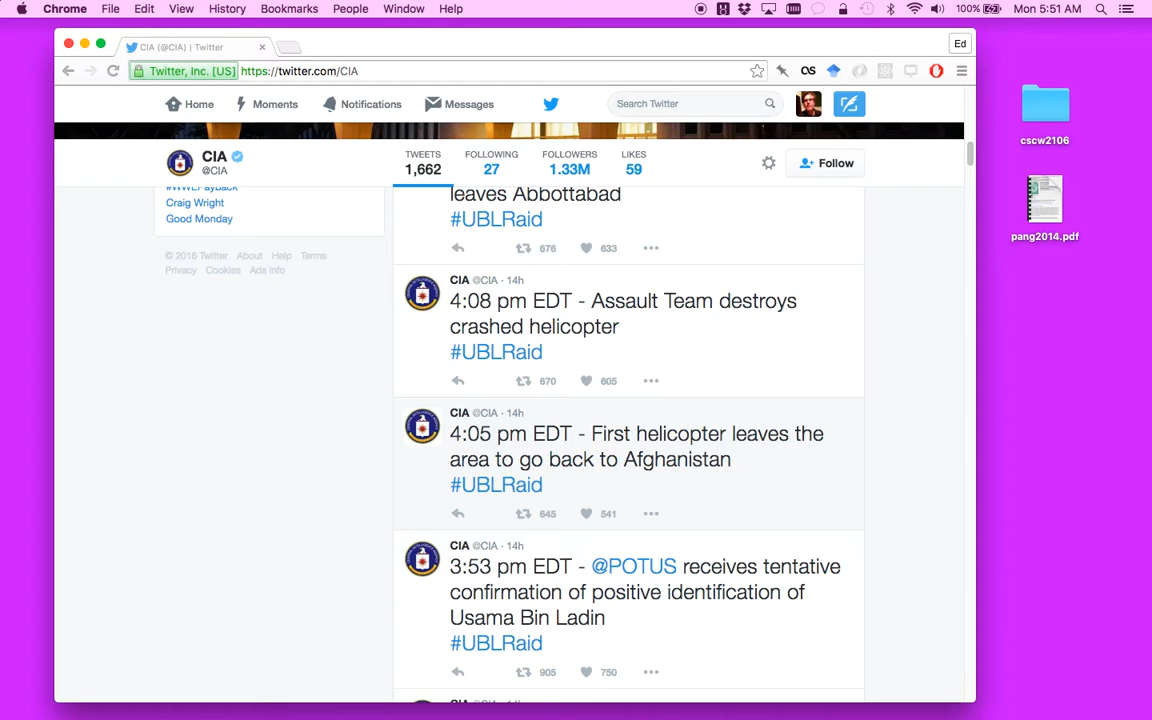 Chrome File Edit View History Bookmarks People Window Help 100% Mon 5:51 AM
CIA (@CIA) | Twitter
Ed
Twitter, Inc. [US] https://twitter.com/CIA
Home Moments Notifications Messages Search Twitter
CIA
@CIA
TWEETS 1,662
FOLLOWING 27
FOLLOWERS 1.33M
LIKES 59
Follow
#WWEPayback
Craig Wright
Good Monday
© 2016 Twitter About Help Terms
Privacy Cookies Ads info
leaves Abbottabad
#UBLRaid
676 633
CIA @CIA · 14h
4:08 pm EDT - Assault Team destroys
crashed helicopter
#UBLRaid
670 605
CIA @CIA · 14h
4:05 pm EDT - First helicopter leaves the
area to go back to Afghanistan
#UBLRaid
645 541
CIA @CIA · 14h
3:53 pm EDT - @POTUS receives tentative
confirmation of positive identification of
Usama Bin Ladin
#UBLRaid
905 750
CIA @CIA · 14h
cscw2106
pang2014.pdf